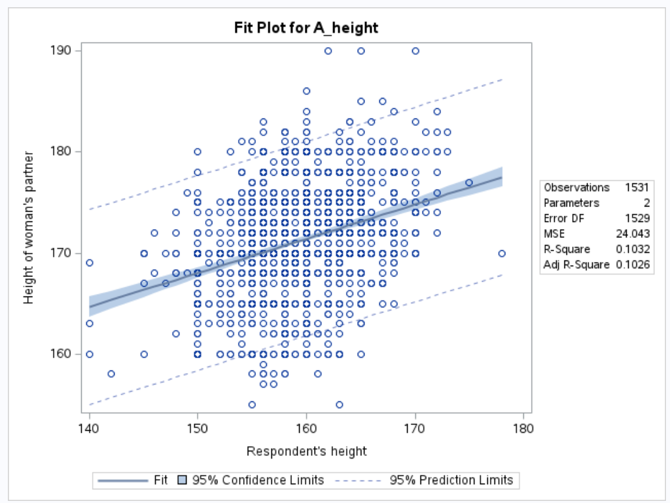 Fit Plot for A_height
190
180
170
160
Height of woman's partner
140 150 160 170 180
Respondent's height
Observations 1531
Parameters 2
Error DF 1529
MSE 24.043
R-Square 0.1032
Adj R-Square 0.1026
Fit 95% Confidence Limits 95% Prediction Limits